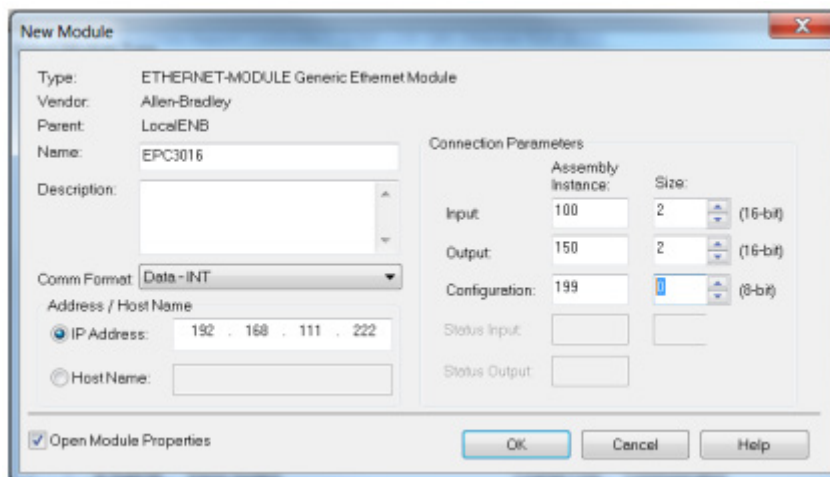 New Module
Type: ETHERNET-MODULE Generic Ethernet Module
Vendor: Allen-Bradley
Parent: LocalENB
Name: EPC3016
Description:
Comm Format: Data - INT
Address / Host Name
IP Address: 192 . 168 . 111 . 222
Host Name:
Connection Parameters
Assembly
Instance: Size:
Input: 100 2 (16-bit)
Output: 150 2 (16-bit)
Configuration: 199 0 (8-bit)
Status Input:
Status Output:
Open Module Properties
OK Cancel Help